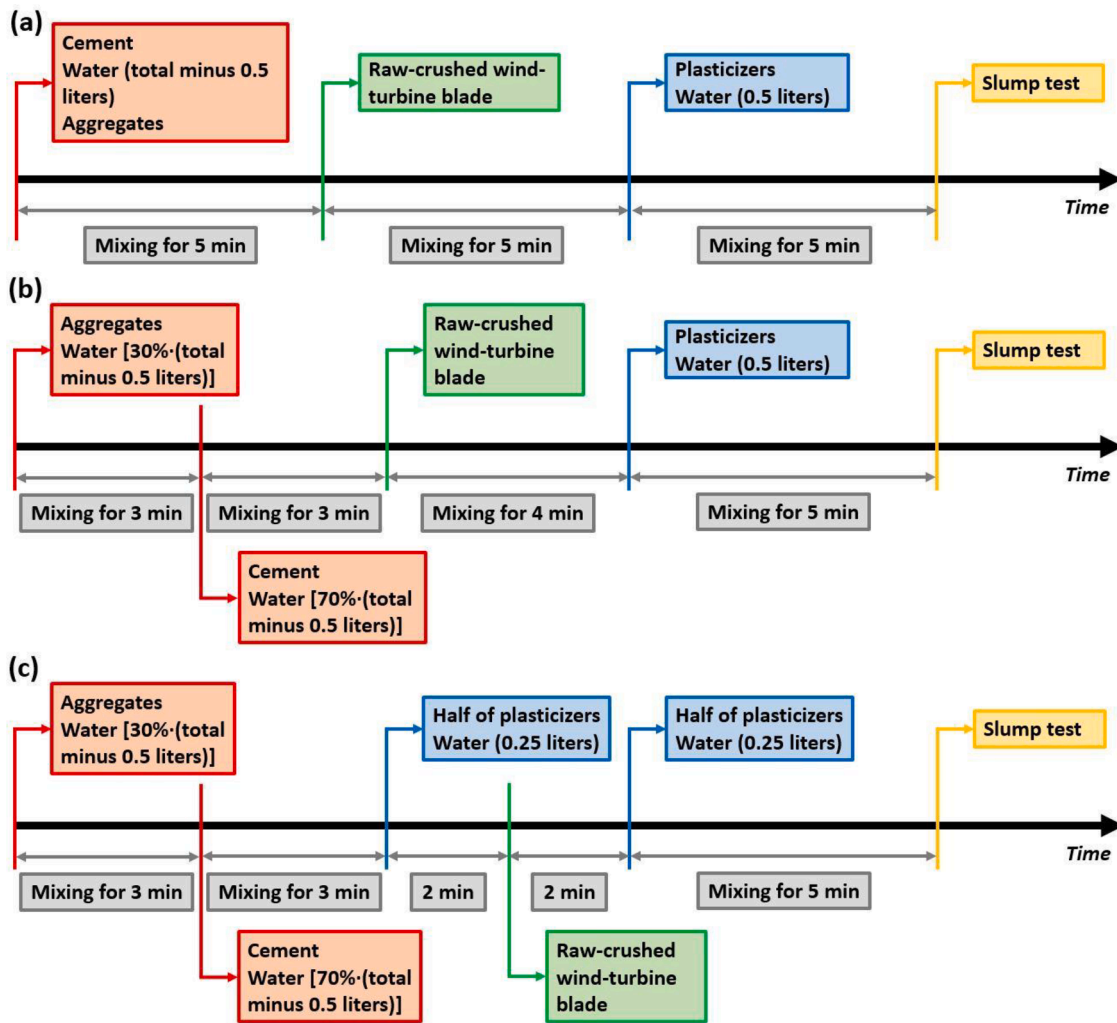 (a)
Cement
Water (total minus 0.5
liters)
Aggregates
Raw-crushed wind-
turbine blade
Plasticizers
Water (0.5 liters)
Slump test
Time
Mixing for 5 min
Mixing for 5 min
Mixing for 5 min
(b)
Aggregates
Water [30%·(total
minus 0.5 liters)]
Raw-crushed
wind-turbine
blade
Plasticizers
Water (0.5 liters)
Slump test
Time
Mixing for 3 min
Mixing for 3 min
Mixing for 4 min
Mixing for 5 min
Cement
Water [70%·(total
minus 0.5 liters)]
(c)
Aggregates
Water [30%·(total
minus 0.5 liters)]
Half of plasticizers
Water (0.25 liters)
Half of plasticizers
Water (0.25 liters)
Slump test
Time
Mixing for 3 min
Mixing for 3 min
2 min
2 min
Mixing for 5 min
Cement
Water [70%·(total
minus 0.5 liters)]
Raw-crushed
wind-turbine
blade